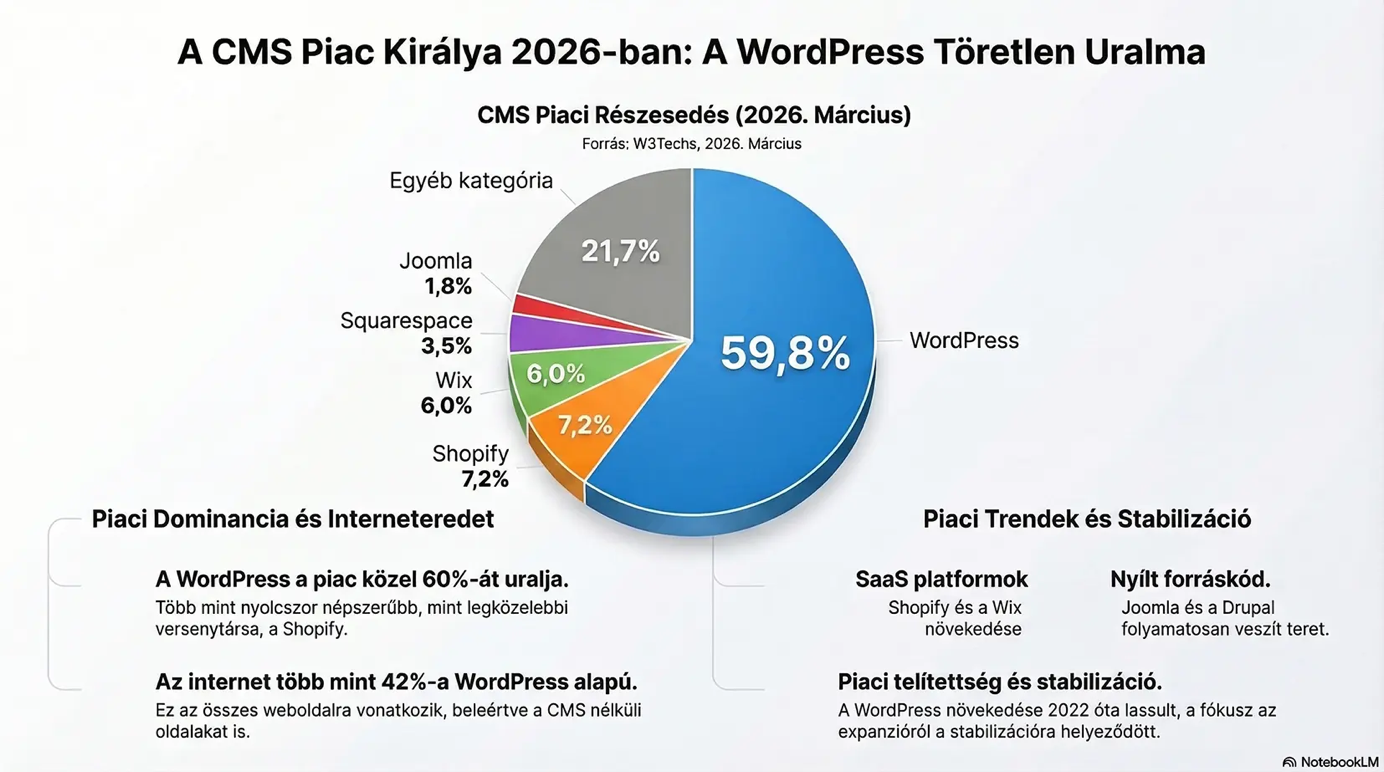 A CMS Piac Királya 2026-ban: A WordPress Töretlen Uralma
CMS Piaci Részesedés (2026. Március)
Forrás: W3Techs, 2026. Március
Egyéb kategória
21,7%
Joomla
1,8%
Squarespace
3,5%
Wix
6,0%
6,0%
Shopify
7,2%
7,2%
59,8%
WordPress
Piaci Dominancia és Interneteredet
A WordPress a piac közel 60%-át uralja.
Több mint nyolcszor népszerűbb, mint legközelebbi
versenytársa, a Shopify.
Az internet több mint 42%-a WordPress alapú.
Ez az összes weboldalra vonatkozik, beleértve a CMS nélküli
oldalakat is.
Piaci Trendek és Stabilizáció
SaaS platformok
Shopify és a Wix
növekedése
Nyílt forráskód.
Joomla és a Drupal
folyamatosan veszít teret.
Piaci telítettség és stabilizáció.
A WordPress növekedése 2022 óta lassult, a fókusz az
expanzióról a stabilizációra helyeződött.
NotebookLM